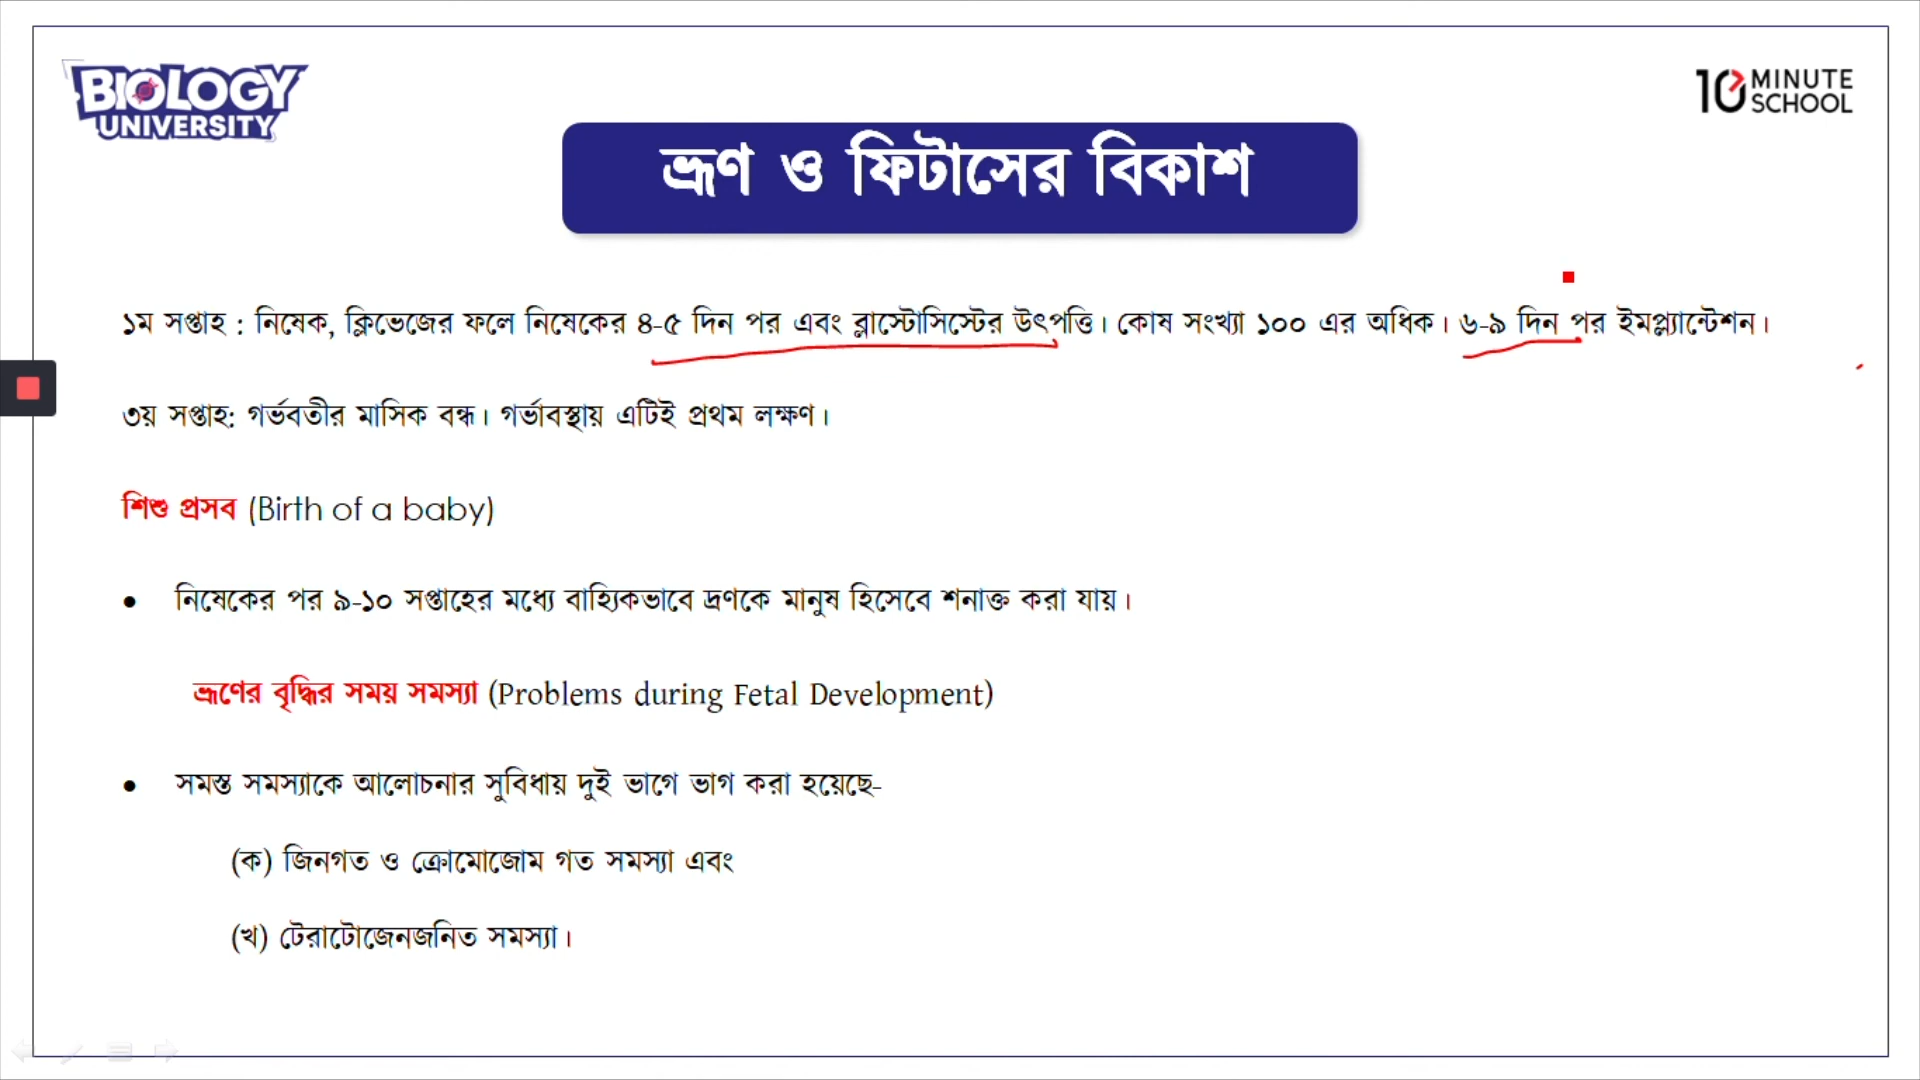 BIOLOGY
UNIVERSITY
10 MINUTE
SCHOOL
ভ্রূণ ও ফিটাসের বিকাশ
১ম সপ্তাহ : নিষেক, ক্লিভেজের ফলে নিষেকের ৪-৫ দিন পর এবং ব্লাস্টোসিস্টের উৎপত্তি। কোষ সংখ্যা ১০০ এর অধিক। ৬-৯ দিন পর ইমপ্ল্যান্টেশন।
৩য় সপ্তাহ: গর্ভবতীর মাসিক বন্ধ। গর্ভাবস্থায় এটিই প্রথম লক্ষণ।
শিশু প্রসব (Birth of a baby)
• নিষেকের পর ৯-১০ সপ্তাহের মধ্যে বাহ্যিকভাবে দ্রণকে মানুষ হিসেবে শনাক্ত করা যায়।
ভ্রূণের বৃদ্ধির সময় সমস্যা (Problems during Fetal Development)
• সমস্ত সমস্যাকে আলোচনার সুবিধায় দুই ভাগে ভাগ করা হয়েছে-
(ক) জিনগত ও ক্রোমোজোম গত সমস্যা এবং
(খ) টেরাটোজেনজনিত সমস্যা।